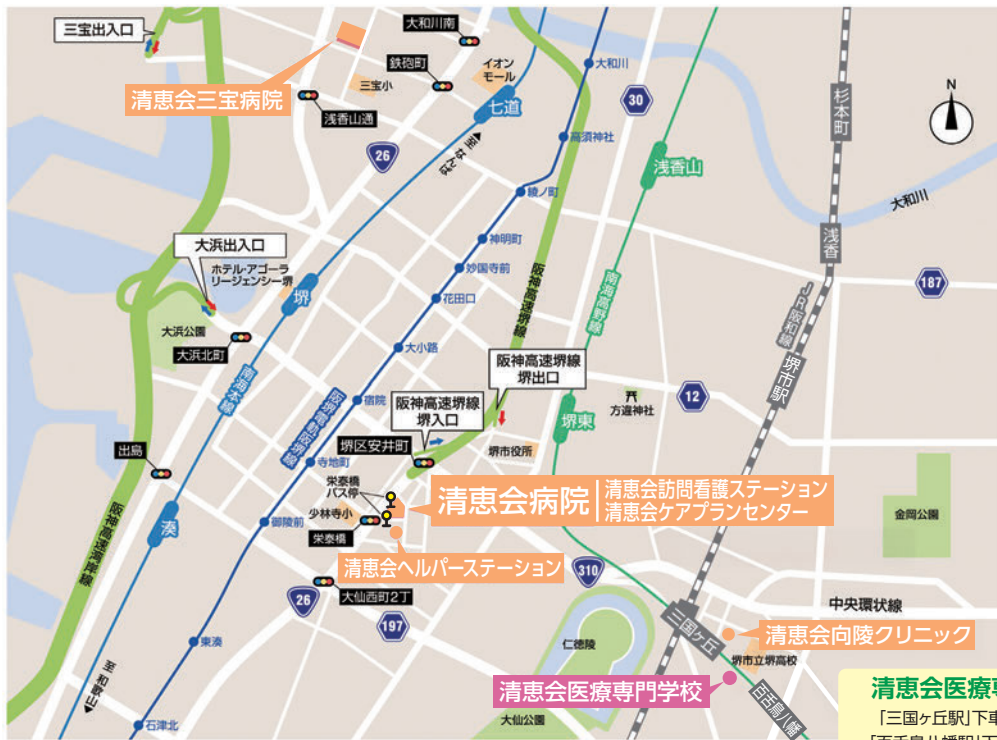 三宝出入口
清恵会三宝病院
大和川南
鉄砲町
三宝小
イオン
モール
浅香山通
七道
26
▲至なんば
大和川
30
高須神社
浅香山
杉本町
N
綾ノ町
大和川
浅香
187
神明町
妙国寺前
花田口
大小路
宿院
寺地町
御陵前
東湊
石津北
大浜出入口
ホテル・アゴーラ
リージェンシー堺
大浜公園
大浜北町
堺
南海本線
阪堺電軌阪堺線
阪神高速堺線
南海高野線
JR阪和線
堺市駅
阪神高速堺線
堺出口
阪神高速堺線
堺入口
堺区安井町
堺市役所
堺東
方違神社
12
出島
湊
阪神高速湾岸線
至和歌山▶
栄泰橋
バス停
少林寺小
栄泰橋
清恵会病院
清恵会訪問看護ステーション
清恵会ケアプランセンター
清恵会ヘルパーステーション
金岡公園
26
大仙西町2丁
197
310
中央環状線
仁徳陵
三国ヶ丘
清恵会向陵クリニック
堺市立堺高校
清恵会医療専門学校
百舌鳥八幡
大仙公園
清恵会医療専
「三国ヶ丘駅」下車